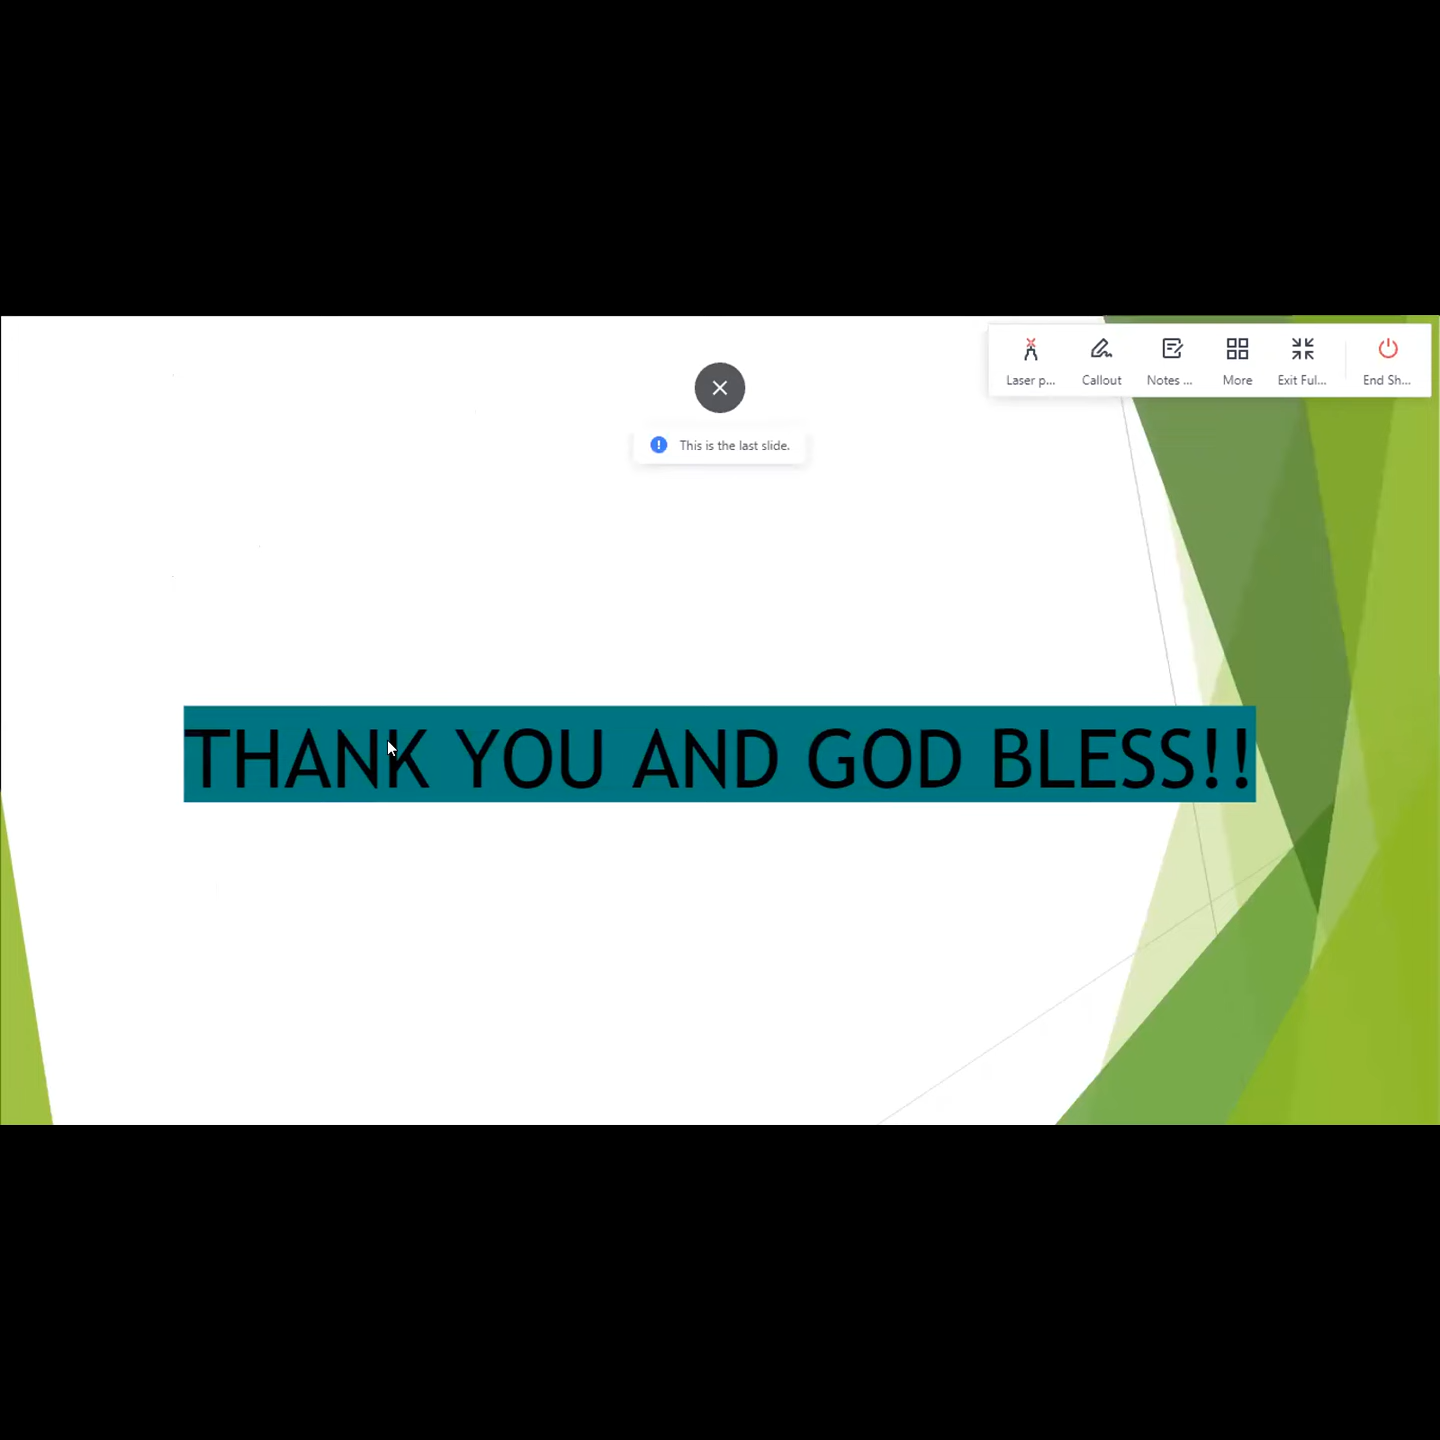 Laser p...
Callout
Notes ...
More
Exit Ful...
End Sh...
This is the last slide.
THANK YOU AND GOD BLESS!!